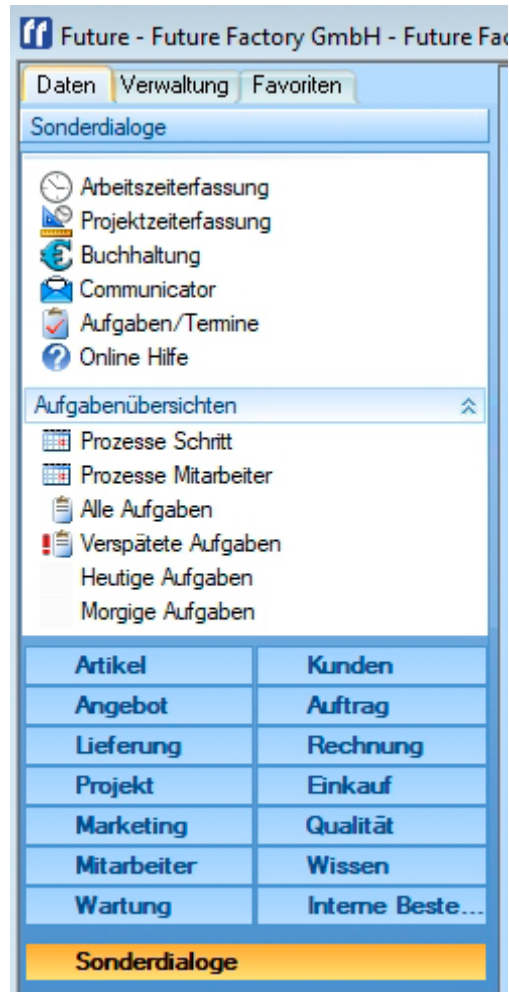 Future - Future Factory GmbH - Future Fac
Daten Verwaltung Favoriten
Sonderdialoge
Arbeitszeiterfassung
Projektzeiterfassung
Buchhaltung
Communicator
Aufgaben/Termine
Online Hilfe
Aufgabenübersichten
Prozesse Schritt
Prozesse Mitarbeiter
Alle Aufgaben
Verspätete Aufgaben
Heutige Aufgaben
Morgige Aufgaben
Artikel Kunden
Angebot Auftrag
Lieferung Rechnung
Projekt Einkauf
Marketing Qualität
Mitarbeiter Wissen
Wartung Interne Beste...
Sonderdialoge